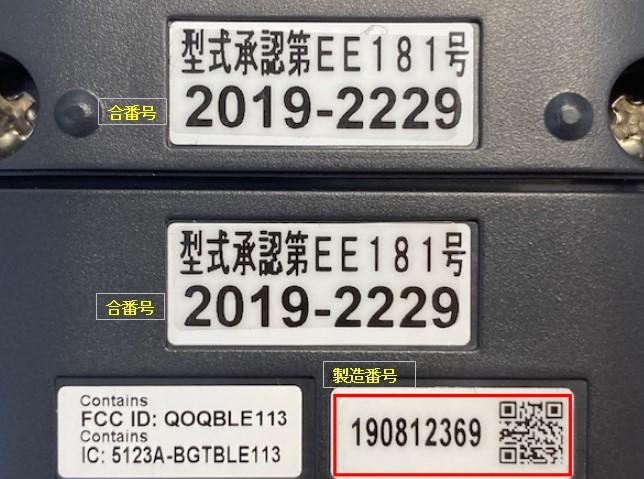 型式承認第EE181号
合番号
2019-2229
型式承認第EE181号
合番号
2019-2229
製造番号
Contains
FCC ID: QOQBLE113
Contains
IC: 5123A-BGTBLE113
190812369